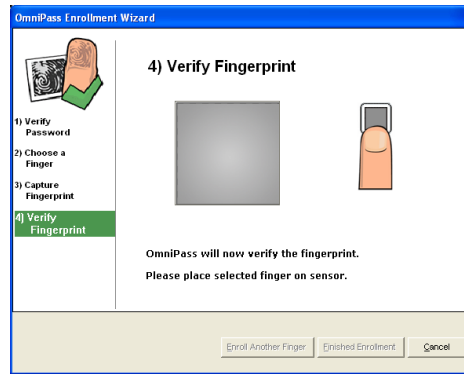 OmniPass Enrollment Wizard
4) Verify Fingerprint
1) Verify
Password
2) Choose a
Finger
3) Capture
Fingerprint
4) Verify
Fingerprint
OmniPass will now verify the fingerprint.
Please place selected finger on sensor.
Enroll Another Finger
Finished Enrollment
Cancel